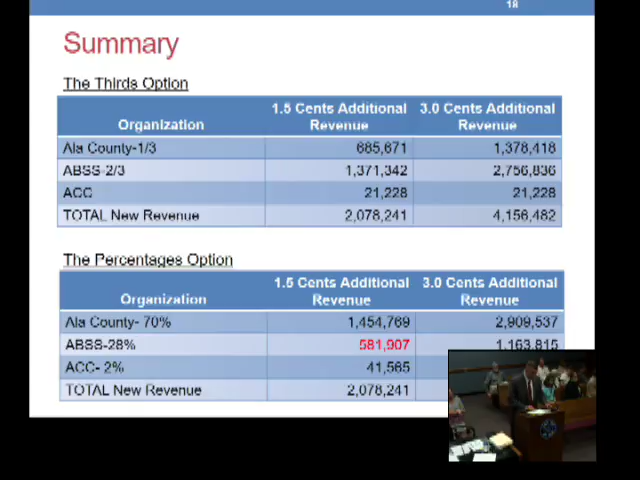 18
Summary
The Thirds Option
Organization 1.5 Cents Additional Revenue 3.0 Cents Additional Revenue
Ala County-1/3 685,671 1,378,418
ABSS-2/3 1,371,342 2,756,836
ACC 21,228 21,228
TOTAL New Revenue 2,078,241 4,156,482
The Percentages Option
Organization 1.5 Cents Additional Revenue 3.0 Cents Additional Revenue
Ala County- 70% 1,454,769 2,909,537
ABSS-28% 581,907 1,163,815
ACC- 2% 41,565
TOTAL New Revenue 2,078,241